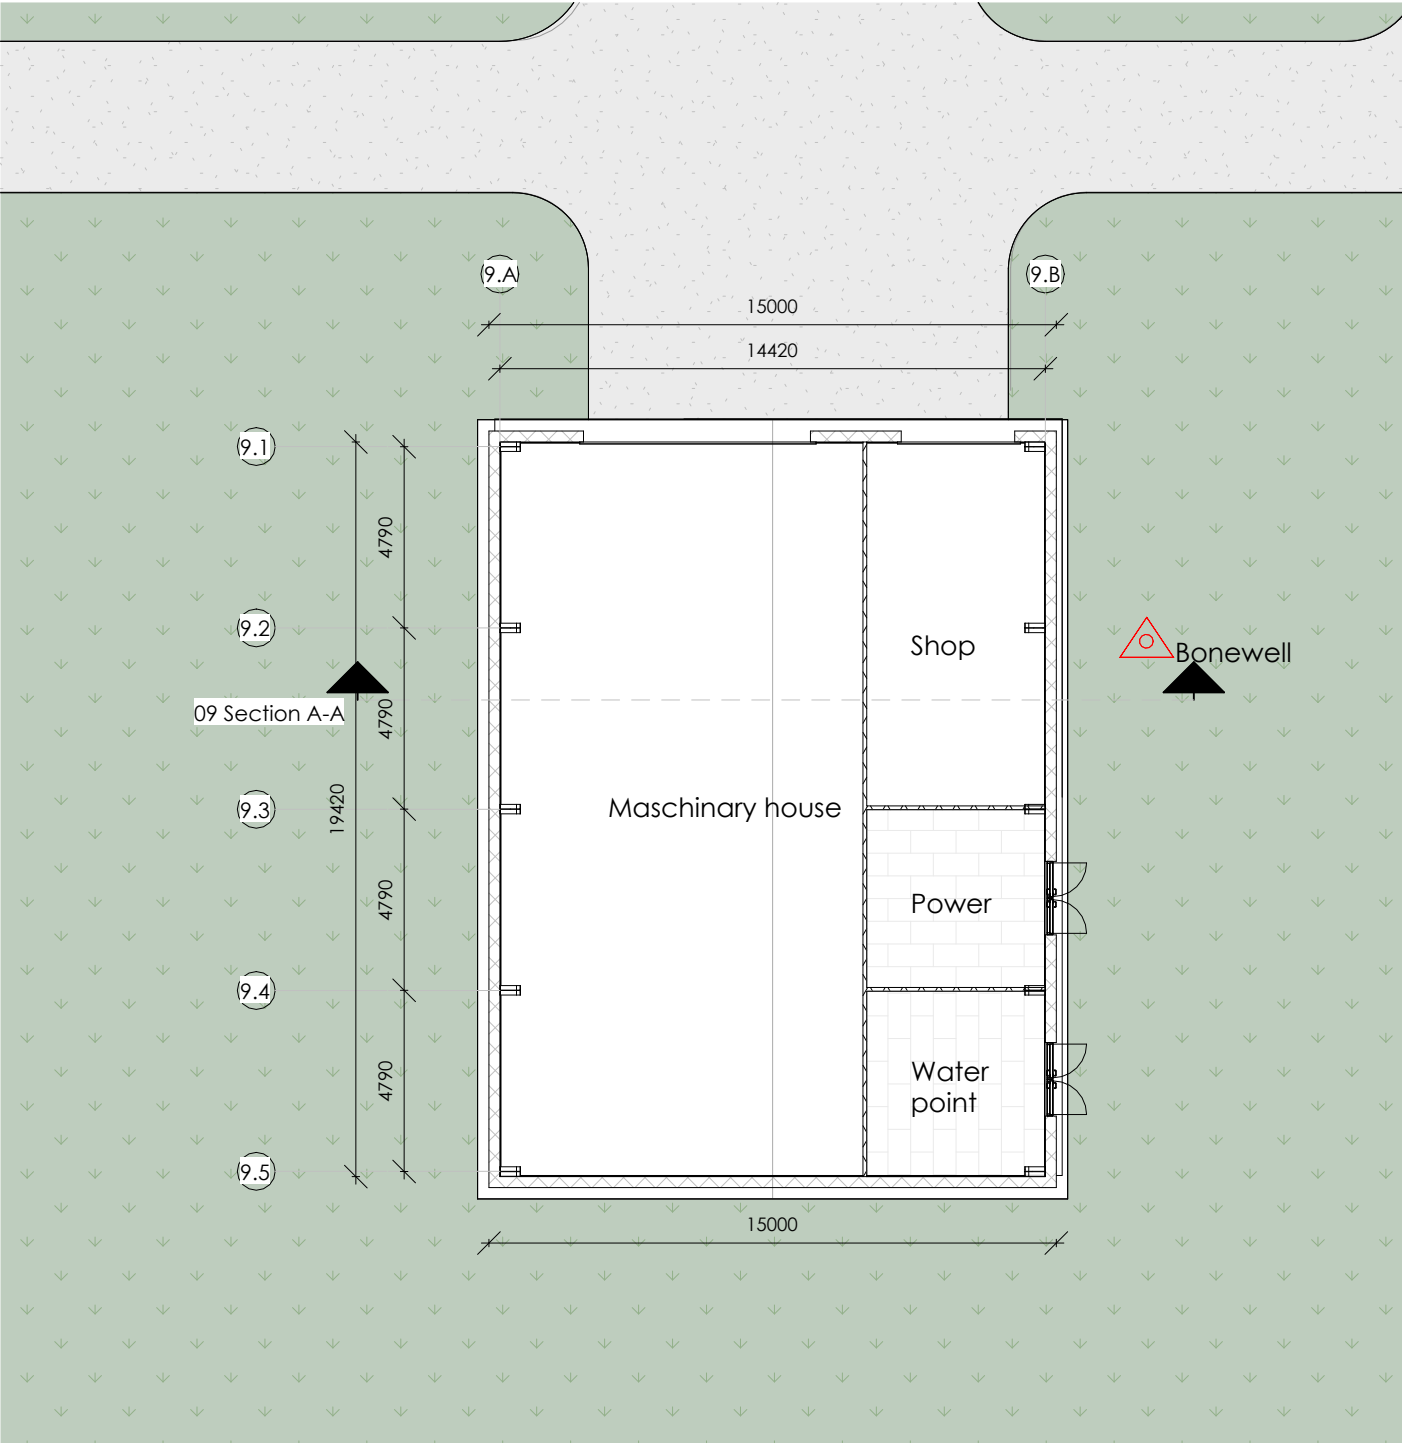 9.A
9.B
15000
14420
9.1
4790
9.2
Shop
Bonewell
09 Section A-A
4790
9.3
19420
Maschinary house
4790
Power
9.4
4790
Water
point
9.5
15000